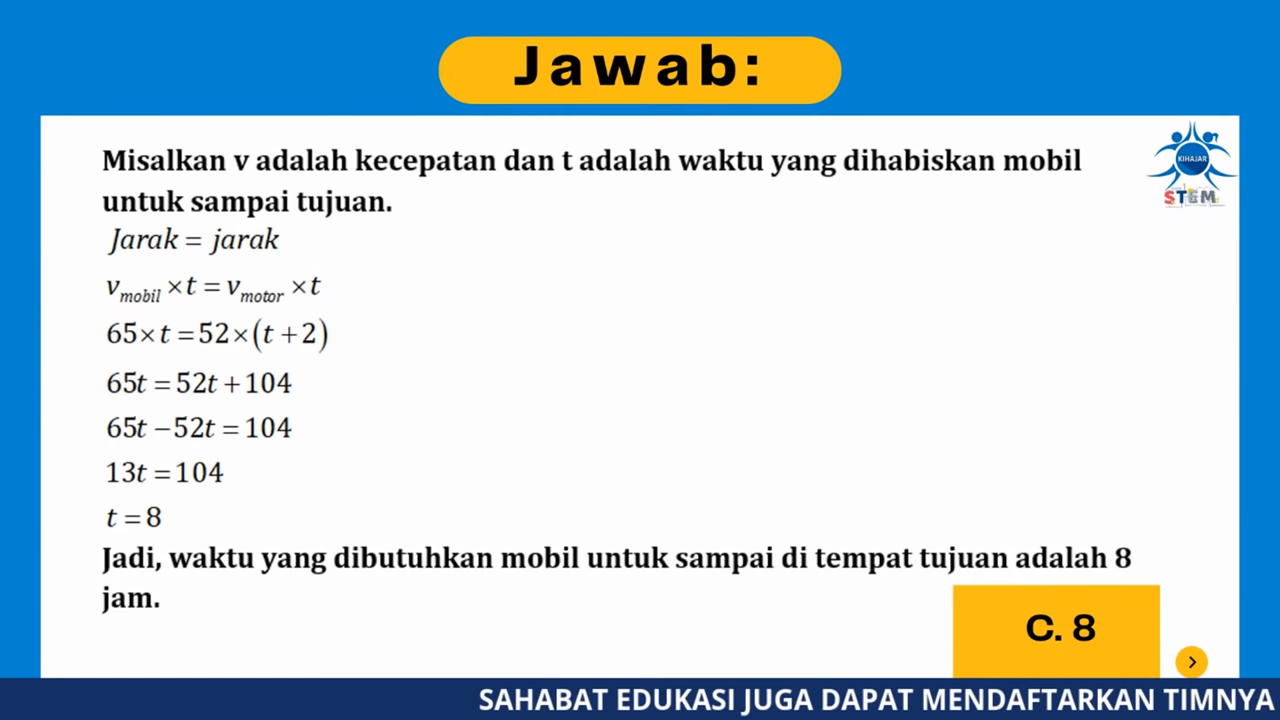 Jawab:
KIHAJAR
STEM
Misalkan v adalah kecepatan dan t adalah waktu yang dihabiskan mobil
untuk sampai tujuan.
Jarak = jarak
v_mobil × t = v_motor × t
65 × t = 52 × (t + 2)
65t = 52t + 104
65t − 52t = 104
13t = 104
t = 8
Jadi, waktu yang dibutuhkan mobil untuk sampai di tempat tujuan adalah 8
jam.
C. 8
SAHABAT EDUKASI JUGA DAPAT MENDAFTARKAN TIMNYA